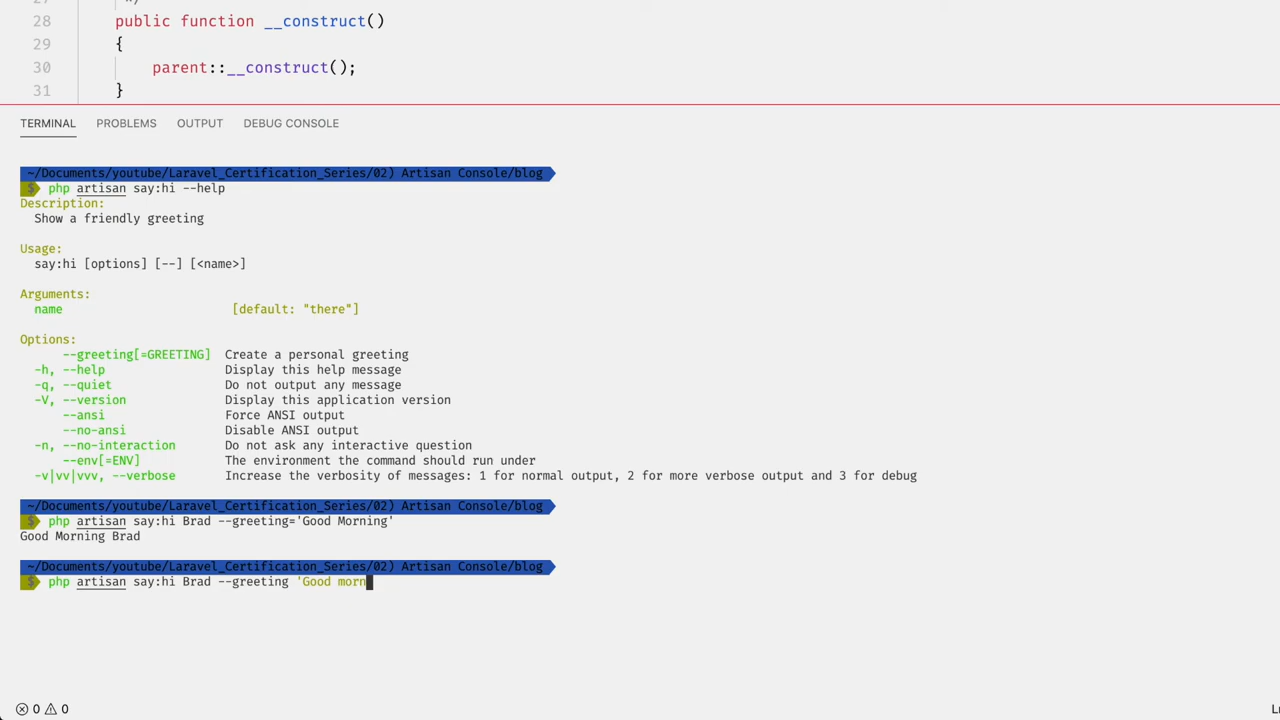 27 */
28 public function __construct()
29 {
30 parent::__construct();
31 }
TERMINAL PROBLEMS OUTPUT DEBUG CONSOLE
~/Documents/youtube/Laravel_Certification_Series/02) Artisan Console/blog
$ php artisan say:hi --help
Description:
Show a friendly greeting
Usage:
say:hi [options] [--] [<name>]
Arguments:
name [default: "there"]
Options:
--greeting[=GREETING] Create a personal greeting
-h, --help Display this help message
-q, --quiet Do not output any message
-V, --version Display this application version
--ansi Force ANSI output
--no-ansi Disable ANSI output
-n, --no-interaction Do not ask any interactive question
--env[=ENV] The environment the command should run under
-v|vv|vvv, --verbose Increase the verbosity of messages: 1 for normal output, 2 for more verbose output and 3 for debug
~/Documents/youtube/Laravel_Certification_Series/02) Artisan Console/blog
$ php artisan say:hi Brad --greeting='Good Morning'
Good Morning Brad
~/Documents/youtube/Laravel_Certification_Series/02) Artisan Console/blog
$ php artisan say:hi Brad --greeting 'Good morn
0 0